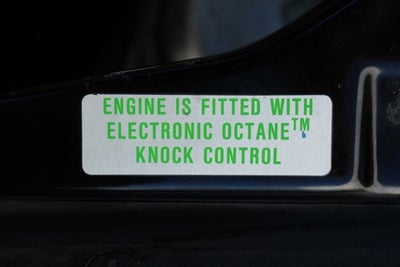 ENGINE IS FITTED WITH
ELECTRONIC OCTANE™
KNOCK CONTROL